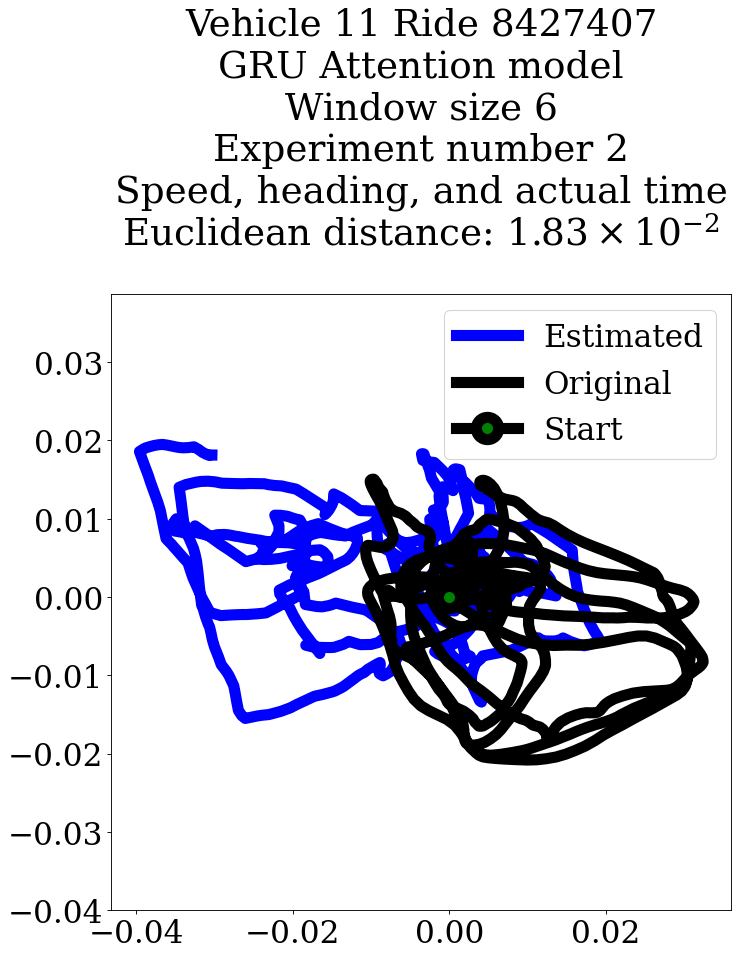 Vehicle 11 Ride 8427407
GRU Attention model
Window size 6
Experiment number 2
Speed, heading, and actual time
Euclidean distance: 1.83 × 10⁻²
Estimated
Original
Start
0.03
0.02
0.01
0.00
−0.01
−0.02
−0.03
−0.04
−0.04
−0.02
0.00
0.02